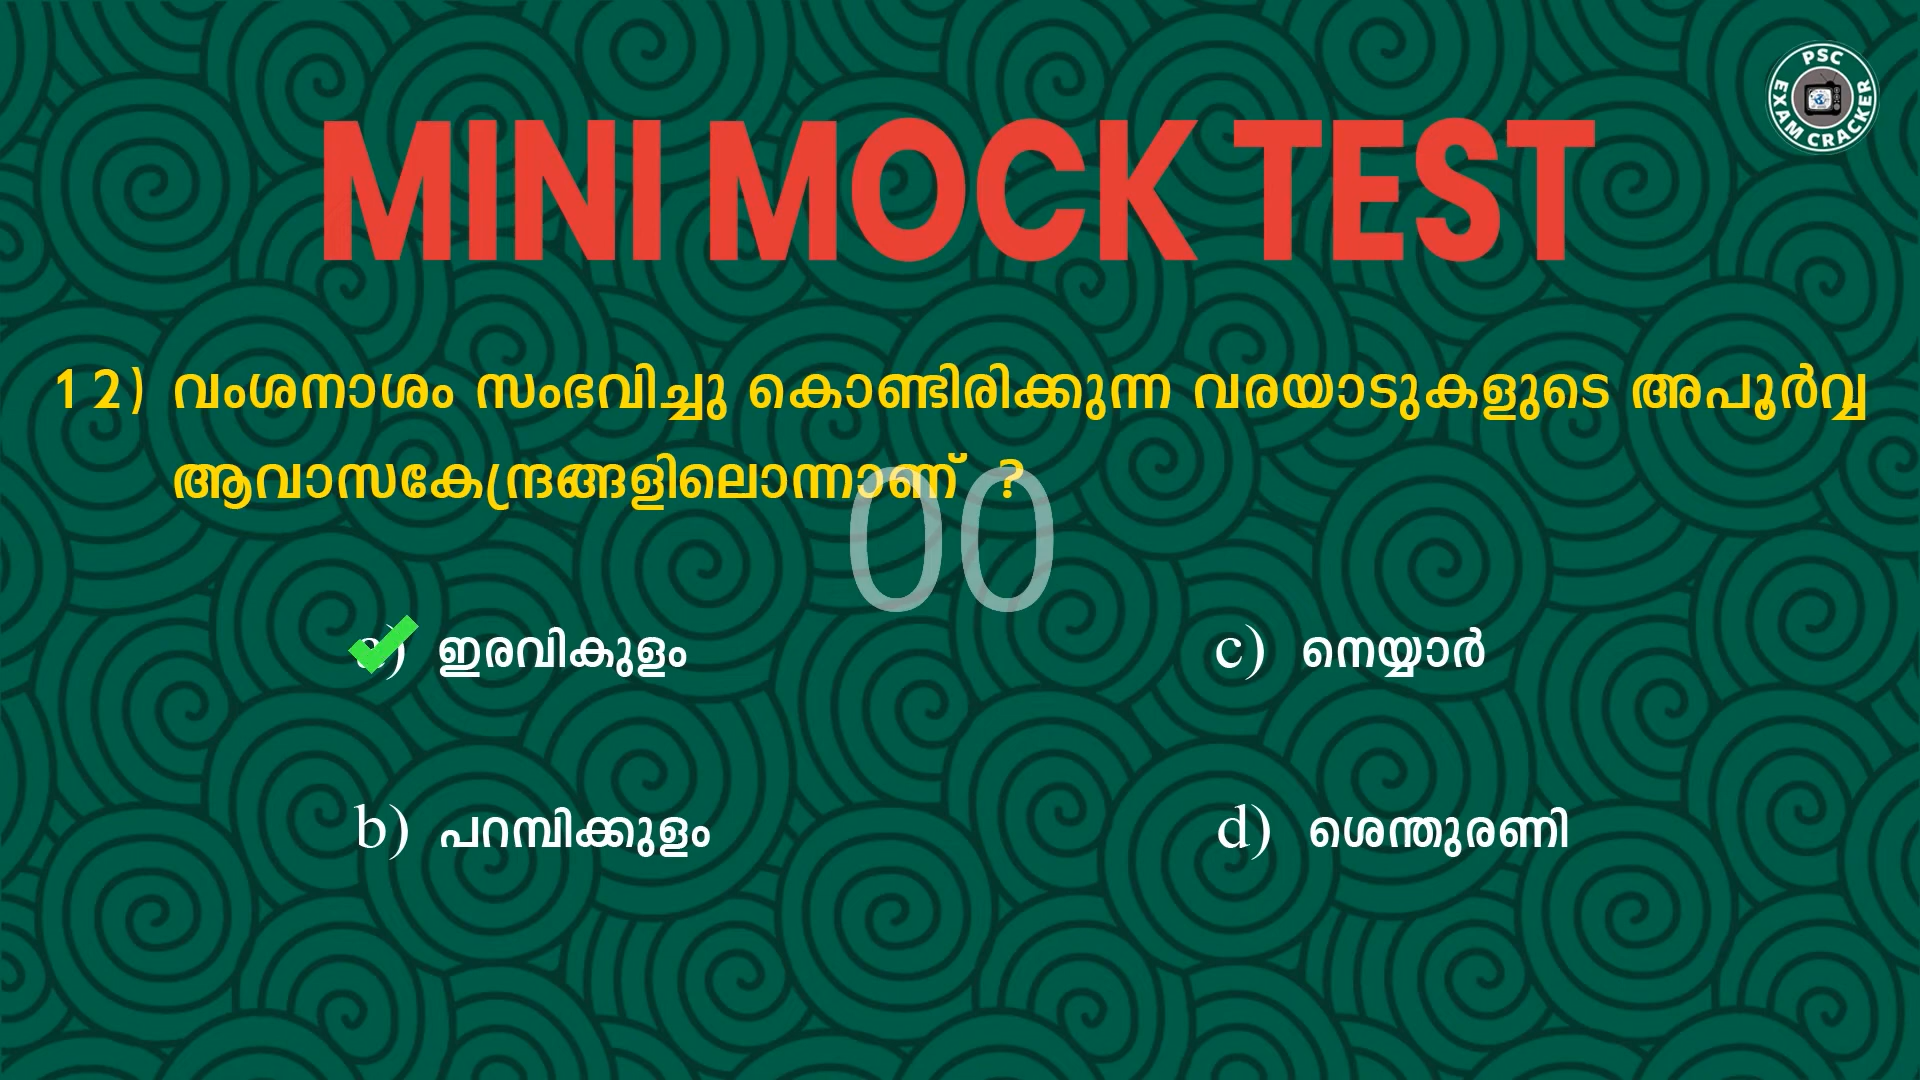 PSC
EXAM CRACKER
MINI MOCK TEST
12) വംശനാശം സംഭവിച്ചു കൊണ്ടിരിക്കുന്ന വരയാടുകളുടെ അപൂർവ്വ
ആവാസകേന്ദ്രങ്ങളിലൊന്നാണ് ?
00
a) ഇരവികുളം
c) നെയ്യാർ
b) പറമ്പിക്കുളം
d) ശെന്തുരണി